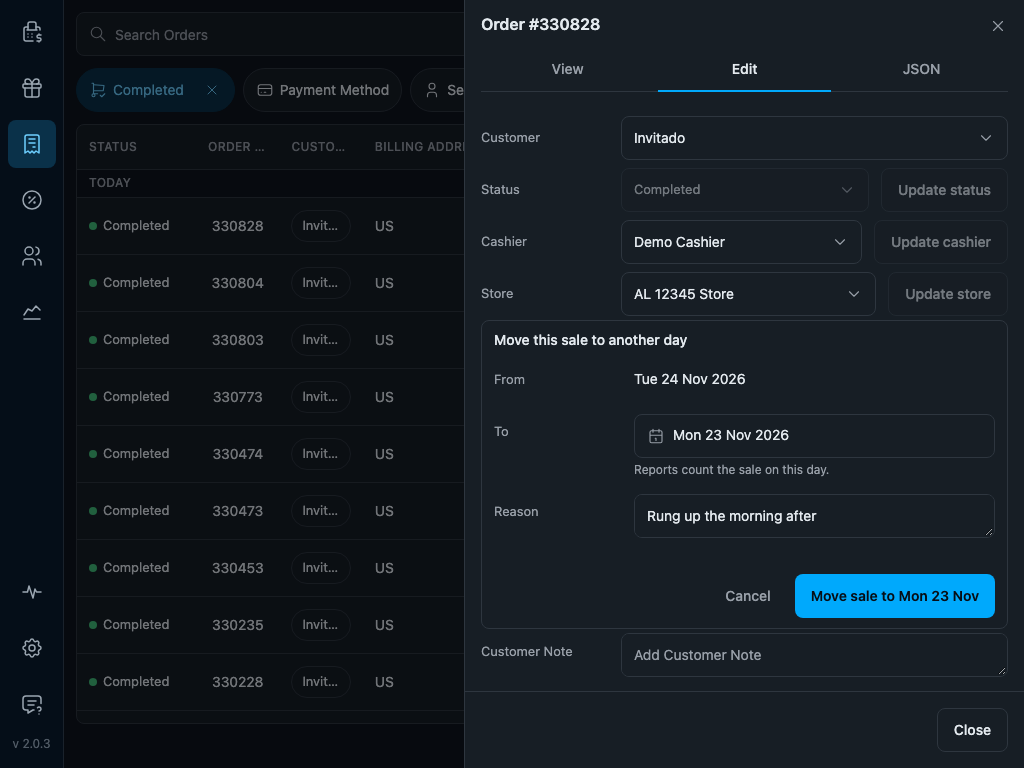 Order #330828
Search Orders
View
Edit
JSON
Completed
Payment Method
Se
Customer
Invitado
STATUS
ORDER ...
CUSTO...
BILLING ADDR
TODAY
Status
Completed
Update status
Completed
330828
Invit...
US
Cashier
Demo Cashier
Update cashier
Completed
330804
Invit...
US
Store
AL 12345 Store
Update store
Completed
330803
Invit...
US
Move this sale to another day
From
Tue 24 Nov 2026
Completed
330773
Invit...
US
To
Mon 23 Nov 2026
Reports count the sale on this day.
Completed
330474
Invit...
US
Reason
Rung up the morning after
Completed
330473
Invit...
US
Completed
330453
Invit...
US
Cancel
Move sale to Mon 23 Nov
Completed
330235
Invit...
US
Customer Note
Add Customer Note
Completed
330228
Invit...
US
Close
v 2.0.3